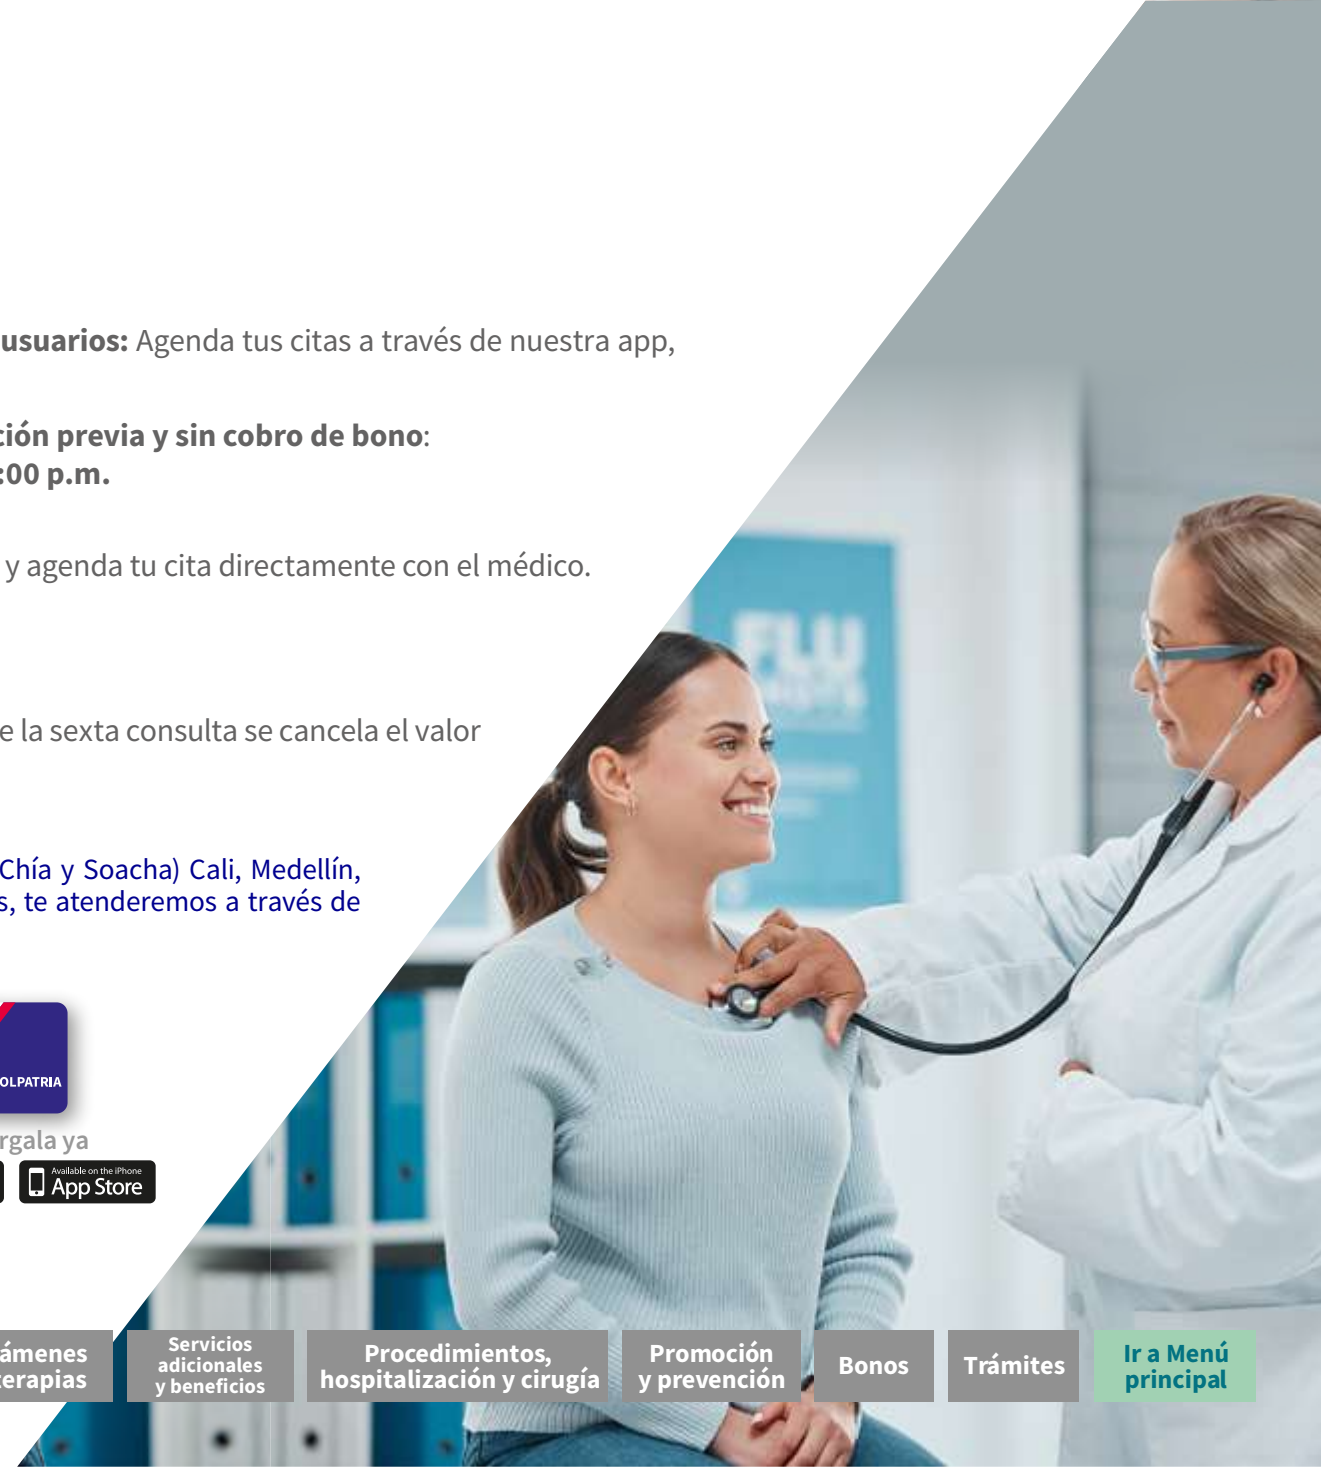 usuarios: Agenda tus citas a través de nuestra app,
ción previa y sin cobro de bono:
:00 p.m.
y agenda tu cita directamente con el médico.
e la sexta consulta se cancela el valor
Chía y Soacha) Cali, Medellín,
s, te atenderemos a través de
OLPATRIA
rgala ya
Available on the iPhone
App Store
FLU
SHOTS
ámenes
terapias
Servicios
adicionales
y beneficios
Procedimientos,
hospitalización y cirugía
Promoción
y prevención
Bonos
Trámites
Ir a Menú
principal